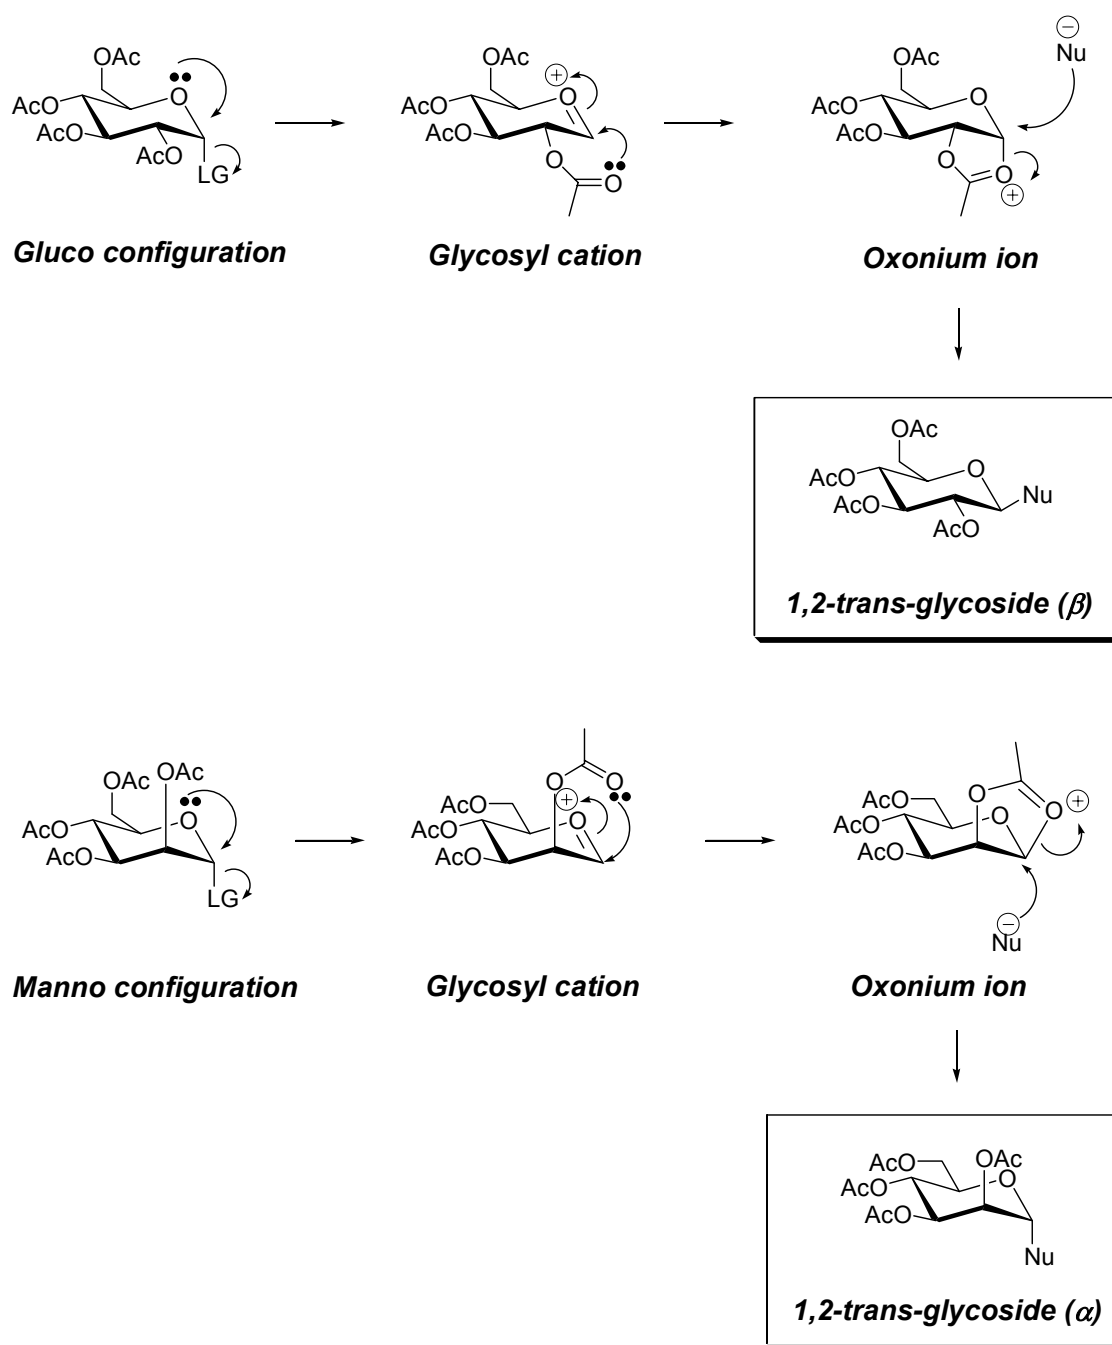 OAc
O
AcO
AcO
AcO
LG
Gluco configuration
OAc
+
O
AcO
AcO
O
O
Glycosyl cation
−
Nu
OAc
O
AcO
AcO
O
O
+
Oxonium ion
OAc
O
AcO
AcO
AcO
Nu
1,2-trans-glycoside (β)
OAc
OAc
O
AcO
AcO
LG
Manno configuration
O
O
AcO
+
AcO
O
AcO
Glycosyl cation
O
O
+
AcO
AcO
O
AcO
−
Nu
Oxonium ion
AcO
OAc
O
AcO
AcO
Nu
1,2-trans-glycoside (α)